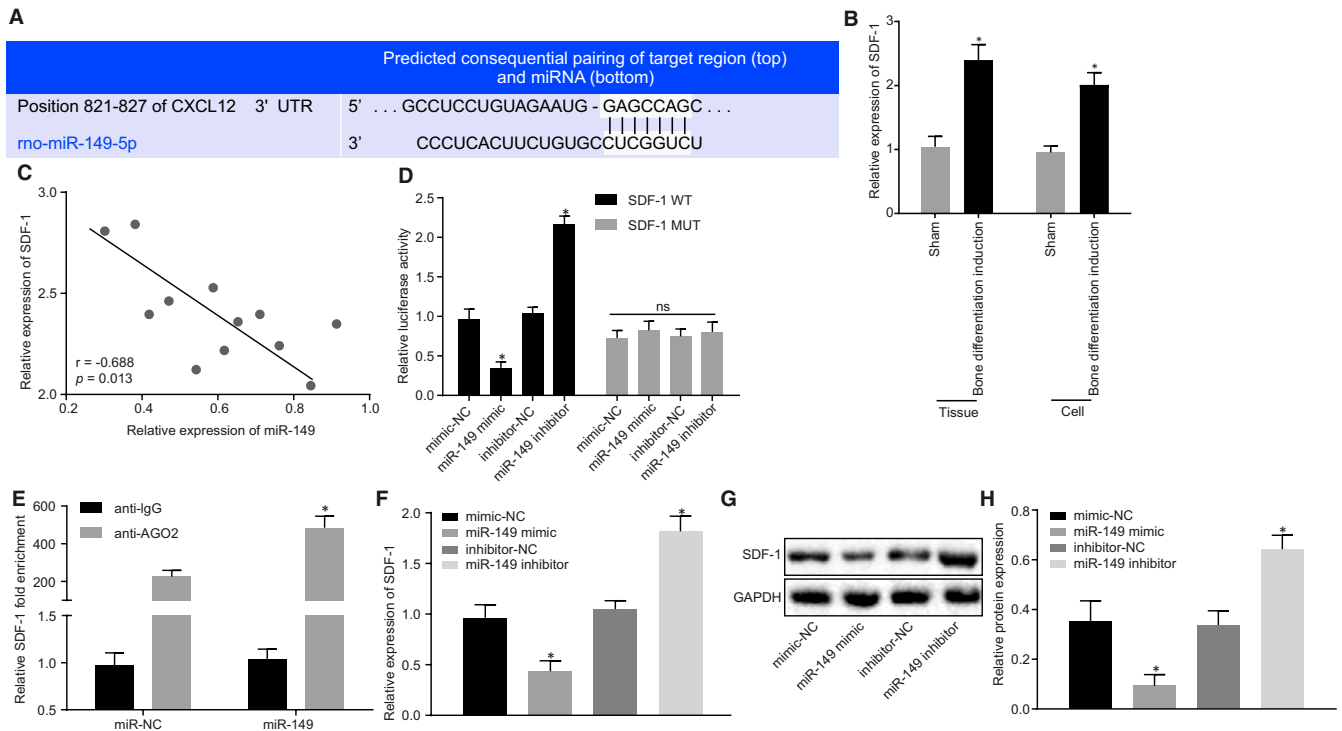 A
Predicted consequential pairing of target region (top)
and miRNA (bottom)
Position 821-827 of CXCL12 3' UTR 5' ...GCCUCCUGUAGAAUG-GAGCCAGC...
rno-miR-149-5p 3' CCCUCACUUCUGUGCCUCGGUCU
B
Relative expression of SDF-1
3
2
1
0
Sham
Bone differentiation induction
Sham
Bone differentiation induction
Tissue
Cell
C
Relative expression of SDF-1
3.0
2.5
2.0
r = -0.688
p = 0.013
0.2 0.4 0.6 0.8 1.0
Relative expression of miR-149
D
Relative luciferase activity
2.5
2.0
1.5
1.0
0.5
0.0
SDF-1 WT
SDF-1 MUT
*
*
ns
mimic-NC
miR-149 mimic
inhibitor-NC
miR-149 inhibitor
mimic-NC
miR-149 mimic
inhibitor-NC
miR-149 inhibitor
E
Relative SDF-1 fold enrichment
600
400
200
1.5
1.0
0.5
anti-IgG
anti-AGO2
*
miR-NC
miR-149
F
Relative expression of SDF-1
2.0
1.5
1.0
0.5
0.0
mimic-NC
miR-149 mimic
inhibitor-NC
miR-149 inhibitor
*
*
G
SDF-1
GAPDH
mimic-NC
miR-149 mimic
inhibitor-NC
miR-149 inhibitor
H
Relative protein expression
0.8
0.6
0.4
0.2
0.0
mimic-NC
miR-149 mimic
inhibitor-NC
miR-149 inhibitor
*
*